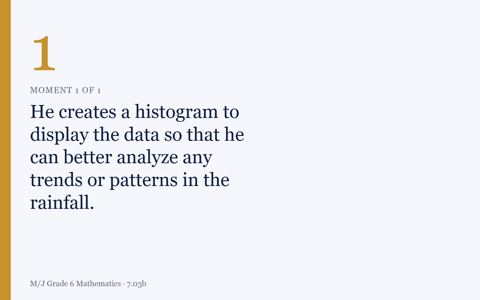 1
MOMENT 1 OF 1
He creates a histogram to
display the data so that he
can better analyze any
trends or patterns in the
rainfall.
M/J Grade 6 Mathematics · 7.03b